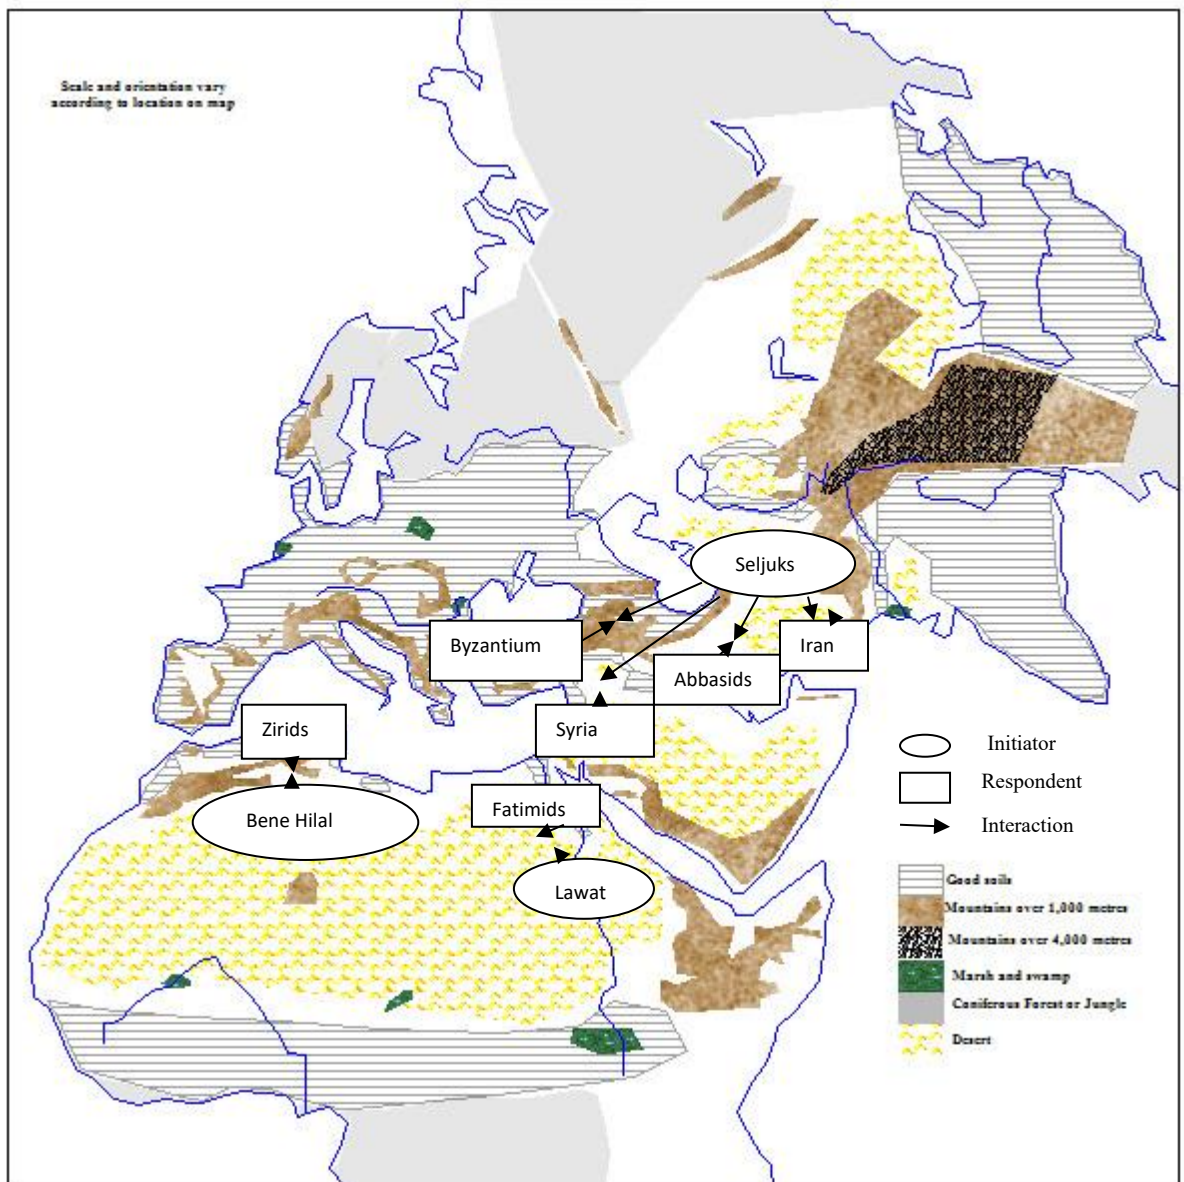 Scale and orientation vary
according to location on map
Seljuks
Byzantium
Iran
Abbasids
Zirids
Syria
Initiator
Respondent
Fatimids
Bene Hilal
Interaction
Lawat
Good soils
Mountains over 1,000 metres
Mountains over 4,000 metres
Marsh and swamp
Coniferous Forest or Jungle
Desert